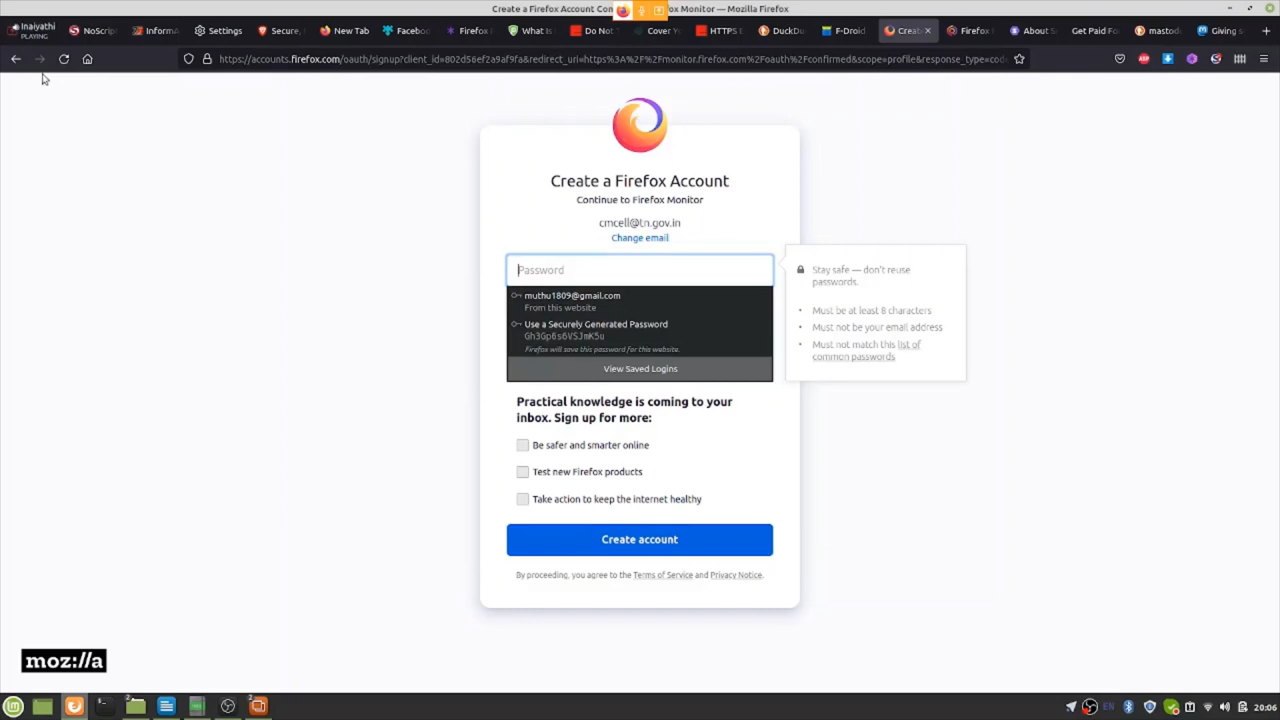 Create a Firefox Account Con
fox Monitor — Mozilla Firefox
Inaiyathi
PLAYING
NoScrip
InformA
Settings
Secure,
New Tab
Faceboo
Firefox
What is
Do Not
Cover Y
HTTPS E
DuckDu
F-Droid
Create
Firefox
About S
Get Paid Fo
mastod
Giving s
https://accounts.firefox.com/oauth/signup?client_id=802d56ef2a9af9fa&redirect_uri=https%3A%2F%2Fmonitor.firefox.com%2Foauth%2Fconfirmed&scope=profile&response_type=code
Create a Firefox Account
Continue to Firefox Monitor
cmcell@tn.gov.in
Change email
Password
muthu1809@gmail.com
From this website
Use a Securely Generated Password
Gh3Gp6s6VSJmK5u
Firefox will save this password for this website.
View Saved Logins
Stay safe — don't reuse
passwords.
• Must be at least 8 characters
• Must not be your email address
• Must not match this list of
common passwords
Practical knowledge is coming to your
inbox. Sign up for more:
Be safer and smarter online
Test new Firefox products
Take action to keep the internet healthy
Create account
By proceeding, you agree to the Terms of Service and Privacy Notice.
moz://a
2
2
EN
20:06